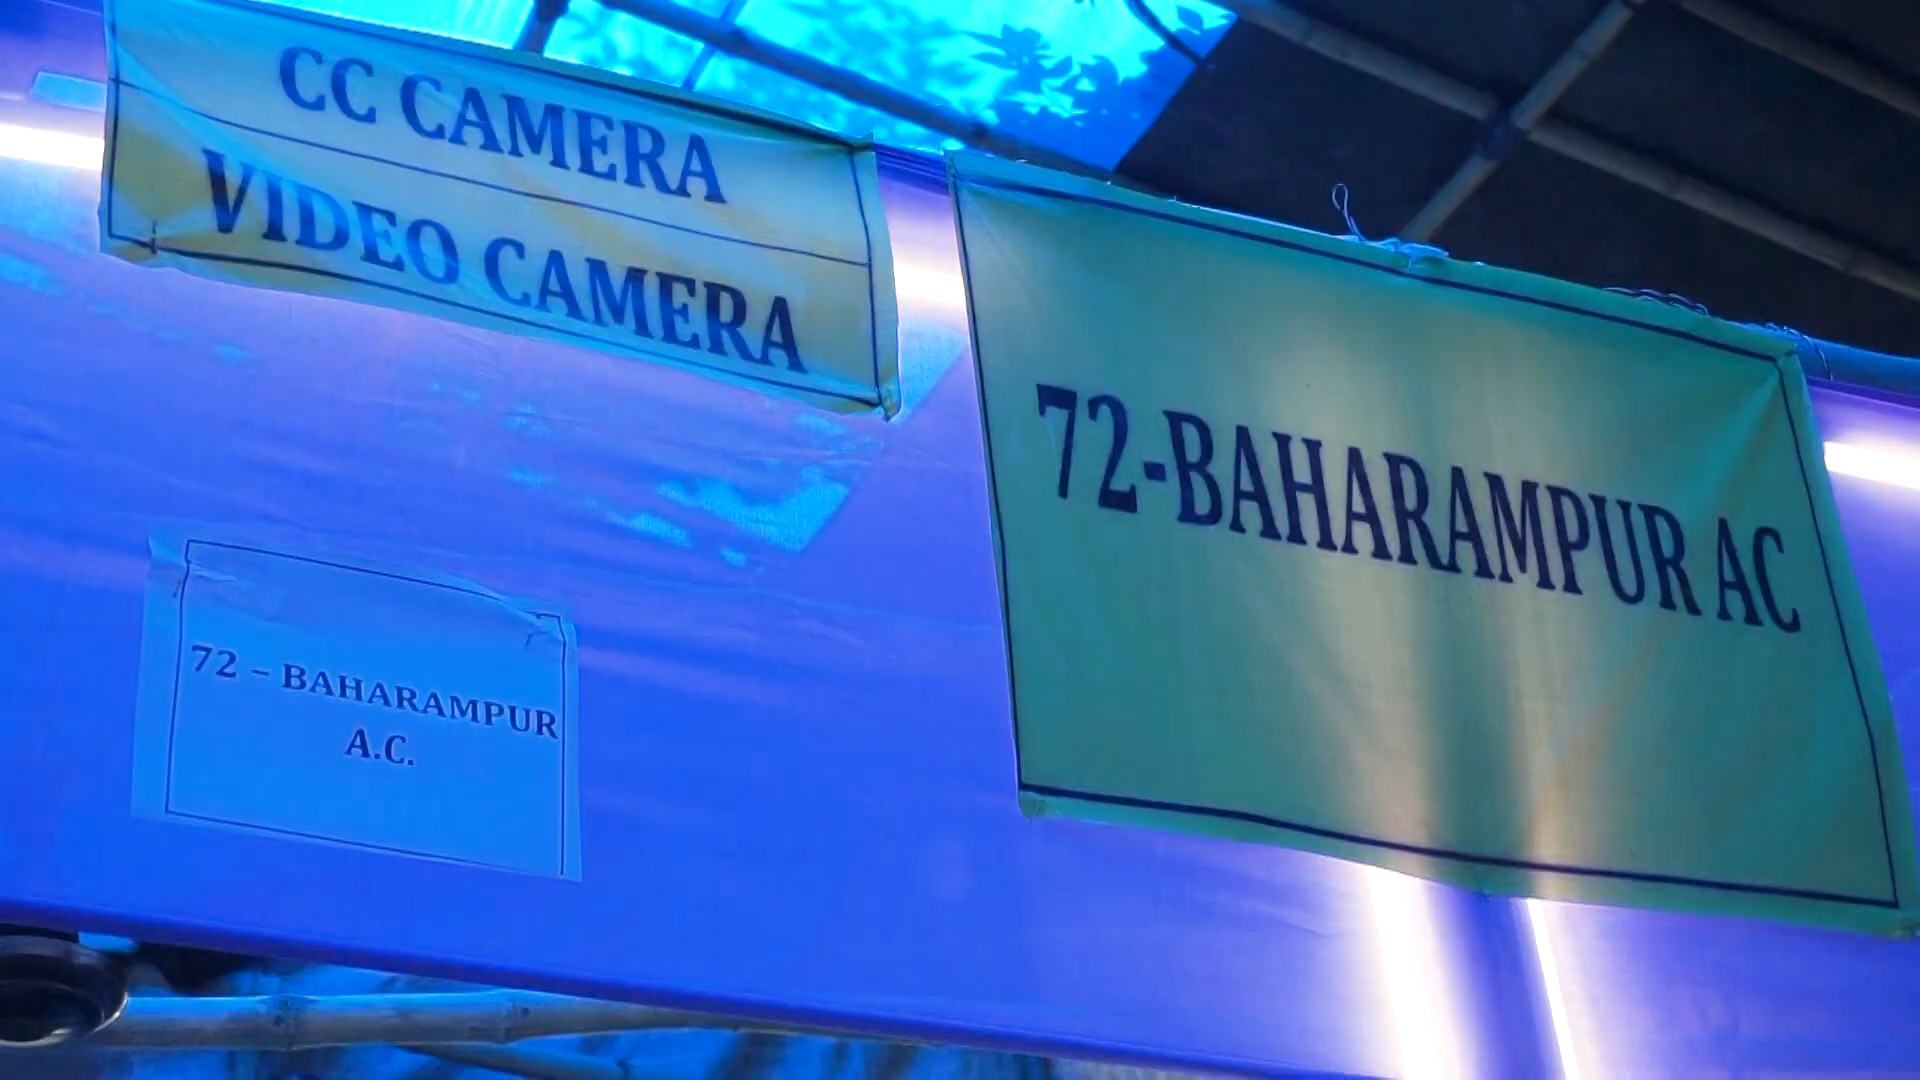 CC CAMERA
VIDEO CAMERA
72-BAHARAMPUR AC
72 – BAHARAMPUR
A.C.